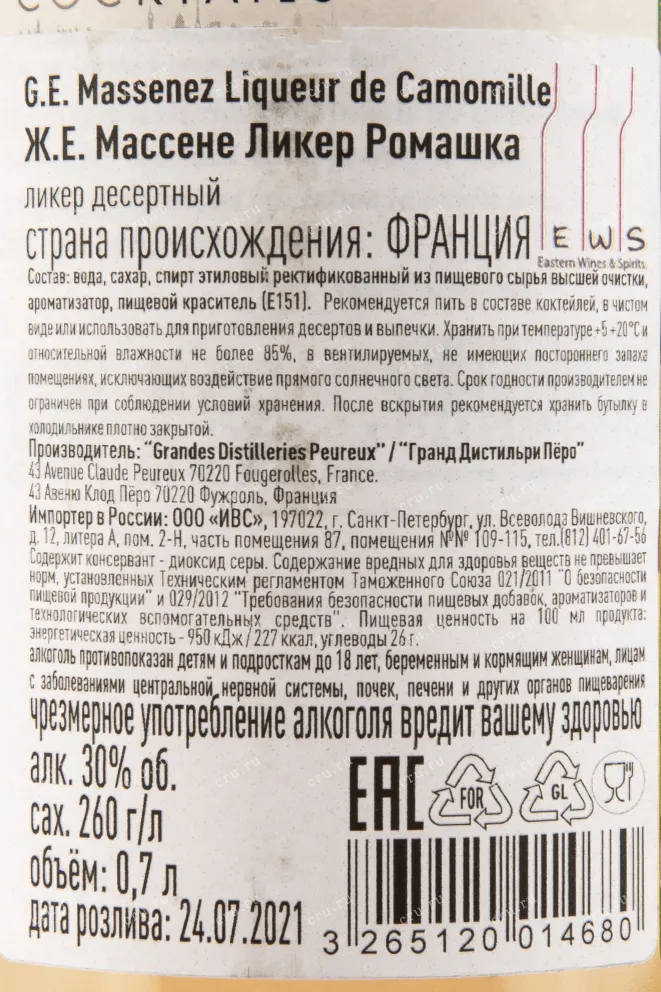 COCKTAILS
G.E. Massenez Liqueur de Camomille
Ж.Е. Массене Ликер Ромашка
ликер десертный
страна происхождения: ФРАНЦИЯ
E W S
Eastern Wines & Spirits
Состав: вода, сахар, спирт этиловый ректификованный из пищевого сырья высшей очистки,
ароматизатор, пищевой краситель (Е151). Рекомендуется пить в составе коктейлей, в чистом
виде или использовать для приготовления десертов и выпечки. Хранить при температуре +5 +20°С и
относительной влажности не более 85%, в вентилируемых, не имеющих постороннего запаха
помещениях, исключающих воздействие прямого солнечного света. Срок годности производителем не
ограничен при соблюдении условий хранения. После вскрытия рекомендуется хранить бутылку в
холодильнике плотно закрытой.
Производитель: "Grandes Distilleries Peureux" / "Гранд Дистильри Пёро"
43 Avenue Claude Peureux 70220 Fougerolles, France.
43 Авеню Клод Пёро 70220 Фужроль, Франция
Импортер в России: ООО «ИВС», 197022, г. Санкт-Петербург, ул. Всеволода Вишневского,
д. 12, литера А, пом. 2-Н, часть помещения 87, помещения №№ 109-115, тел.(812) 401-67-56
Содержит консервант - диоксид серы. Содержание вредных для здоровья веществ не превышает
норм, установленных Техническим регламентом Таможенного Союза 021/2011 "О безопасности
пищевой продукции" и 029/2012 "Требования безопасности пищевых добавок, ароматизаторов и
технологических вспомогательных средств". Пищевая ценность на 100 мл продукта:
энергетическая ценность - 950 кДж / 227 ккал, углеводы 26 г.
алкоголь противопоказан детям и подросткам до 18 лет, беременным и кормящим женщинам, лицам
с заболеваниями центральной нервной системы, почек, печени и других органов пищеварения
чрезмерное употребление алкоголя вредит вашему здоровью
алк. 30% об.
сах. 260 г/л
объём: 0,7 л
дата розлива: 24.07.2021
EAC
FOR
GL
3 265120 014680